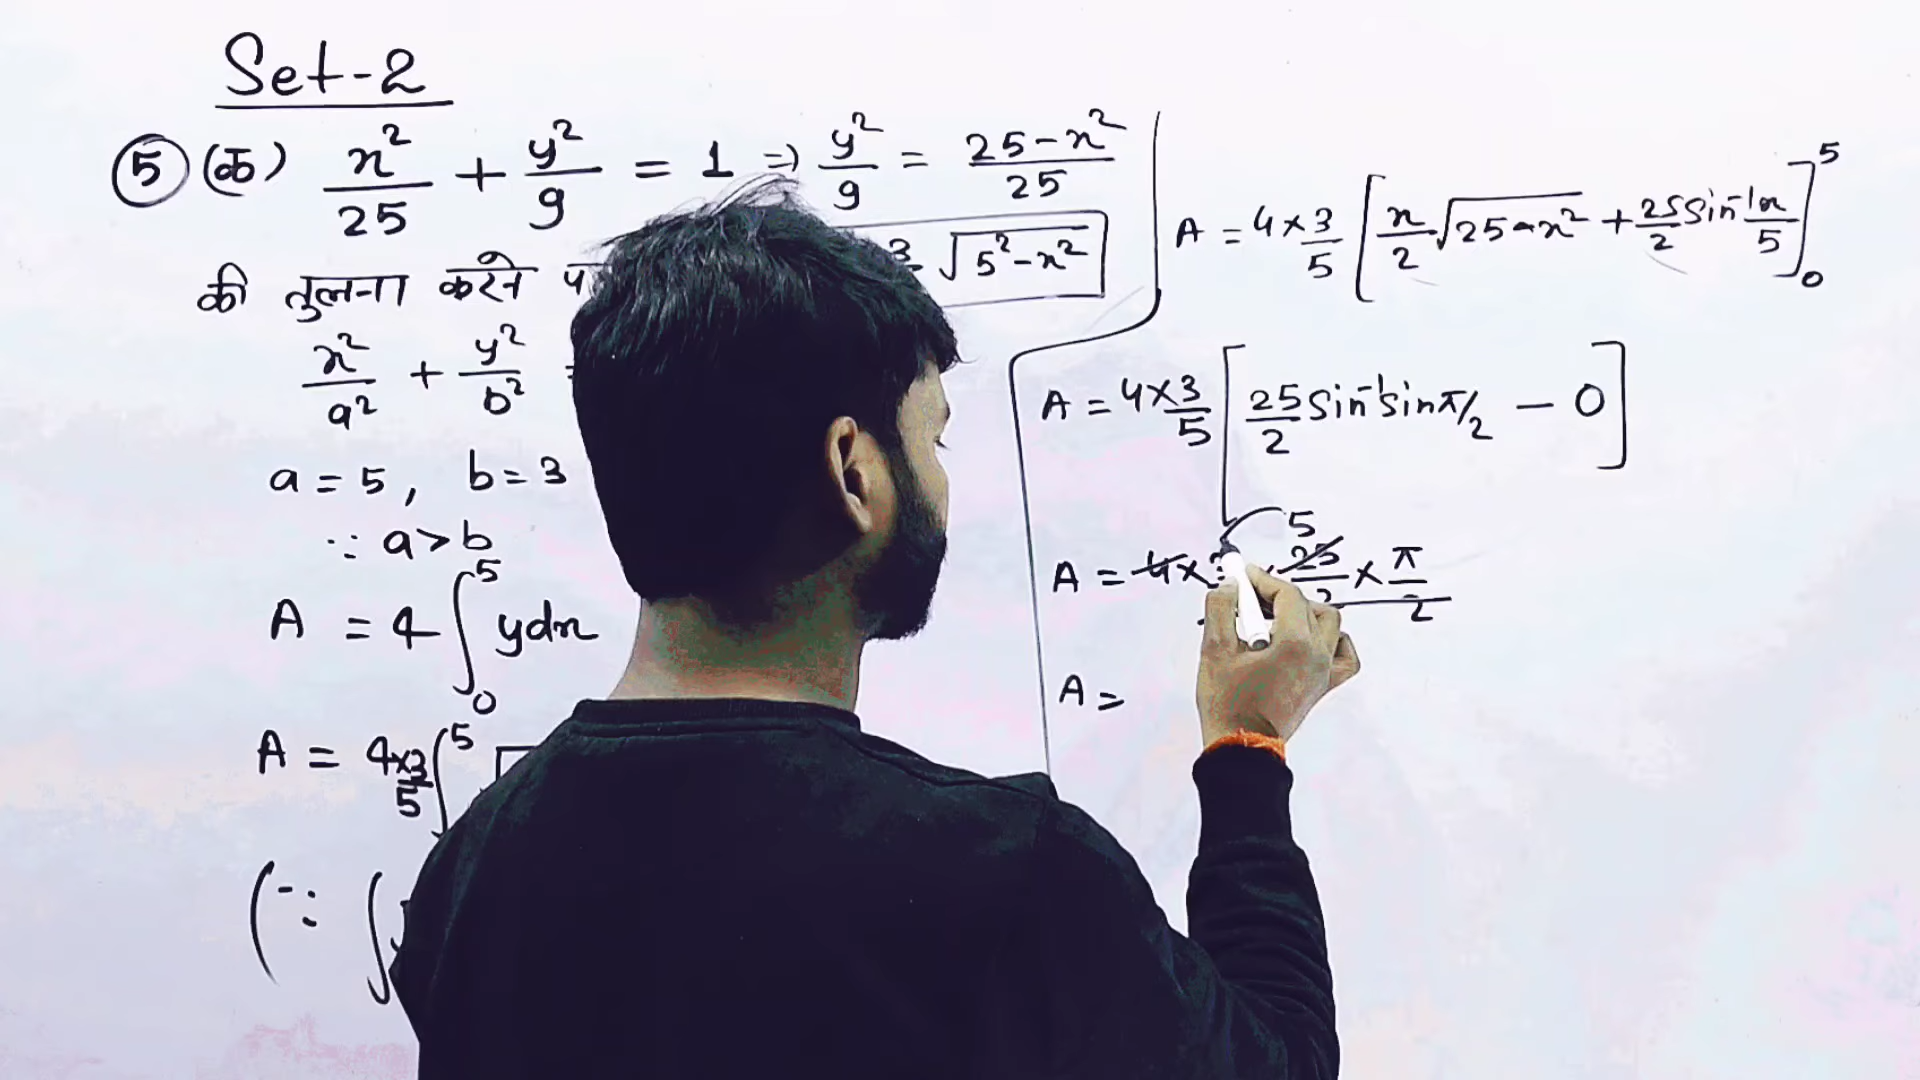 Set-2
⑤ (क) x²/25 + y²/9 = 1 ⇒ y²/9 = (25-x²)/25
3 √(5²-x²)
की तुलना करने
x²/a² + y²/b²
a = 5, b = 3
∵ a > b
A = 4 ∫₀⁵ ydx
A = 4×3/5 ∫⁵
(∵ ∫
A = 4×3/5 [x/2 √(25-x²) + 25/2 sin⁻¹ x/5]₀⁵
A = 4×3/5 [25/2 sin⁻¹ sin π/2 - 0]
5
A = 4× 25/2 × π/2
A =